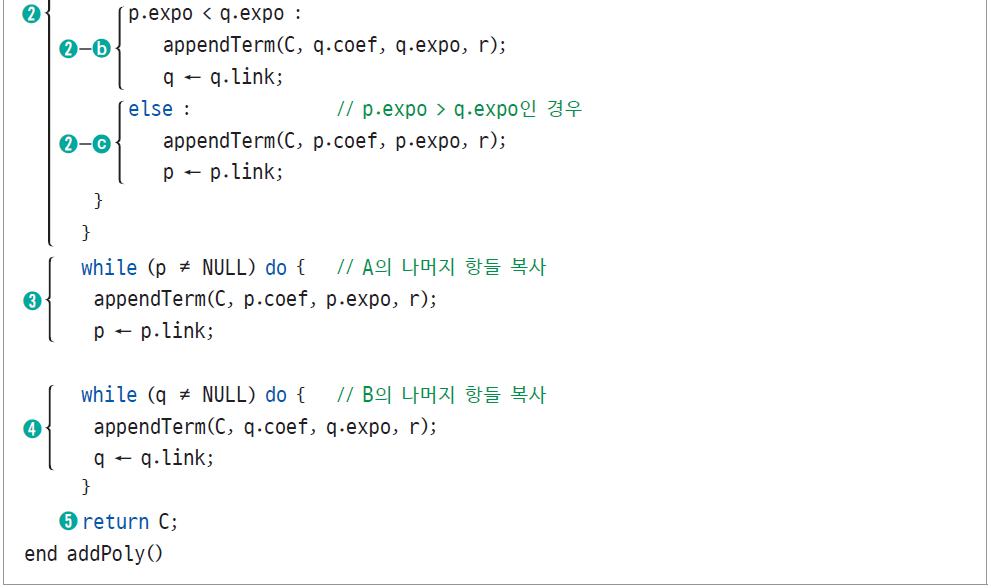 ❷ p.expo < q.expo :
❷-ⓑ appendTerm(C, q.coef, q.expo, r);
q ← q.link;
else : // p.expo > q.expo인 경우
❷-ⓒ appendTerm(C, p.coef, p.expo, r);
p ← p.link;
}
}
while (p ≠ NULL) do { // A의 나머지 항들 복사
❸ appendTerm(C, p.coef, p.expo, r);
p ← p.link;
while (q ≠ NULL) do { // B의 나머지 항들 복사
❹ appendTerm(C, q.coef, q.expo, r);
q ← q.link;
}
❺ return C;
end addPoly()